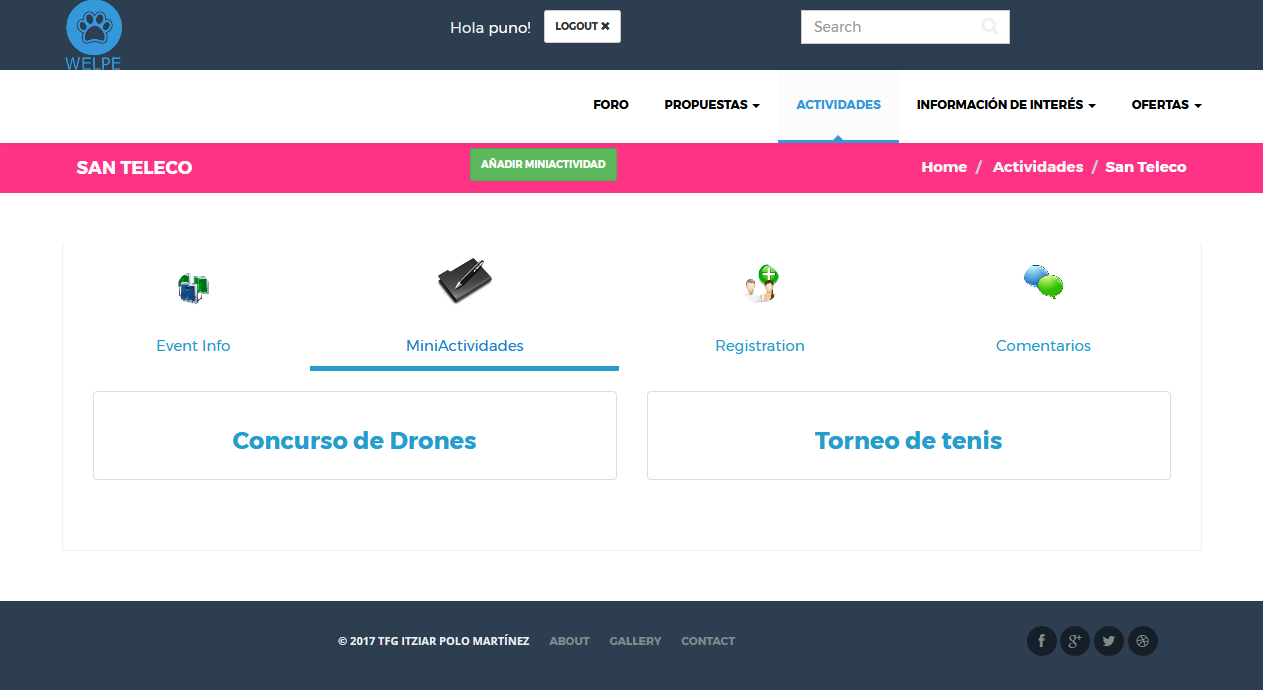 WELPE
Hola puno!
LOGOUT ✖
Search
FORO
PROPUESTAS
ACTIVIDADES
INFORMACIÓN DE INTERÉS
OFERTAS
SAN TELECO
AÑADIR MINIACTIVIDAD
Home / Actividades / San Teleco
Event Info
MiniActividades
Registration
Comentarios
Concurso de Drones
Torneo de tenis
© 2017 TFG ITZIAR POLO MARTÍNEZ
ABOUT
GALLERY
CONTACT